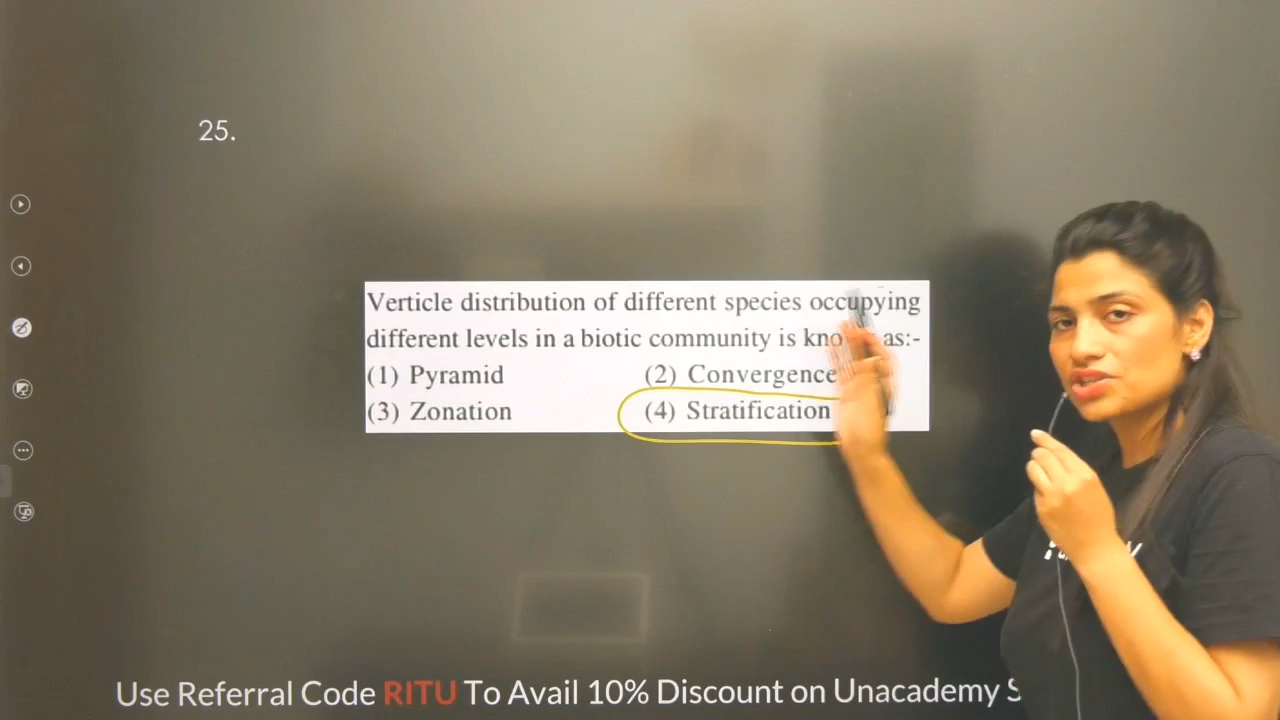 25.
Verticle distribution of different species occupying
different levels in a biotic community is as:-
(1) Pyramid (2) Convergence
(3) Zonation (4) Stratification
Use Referral Code RITU To Avail 10% Discount on Unacademy